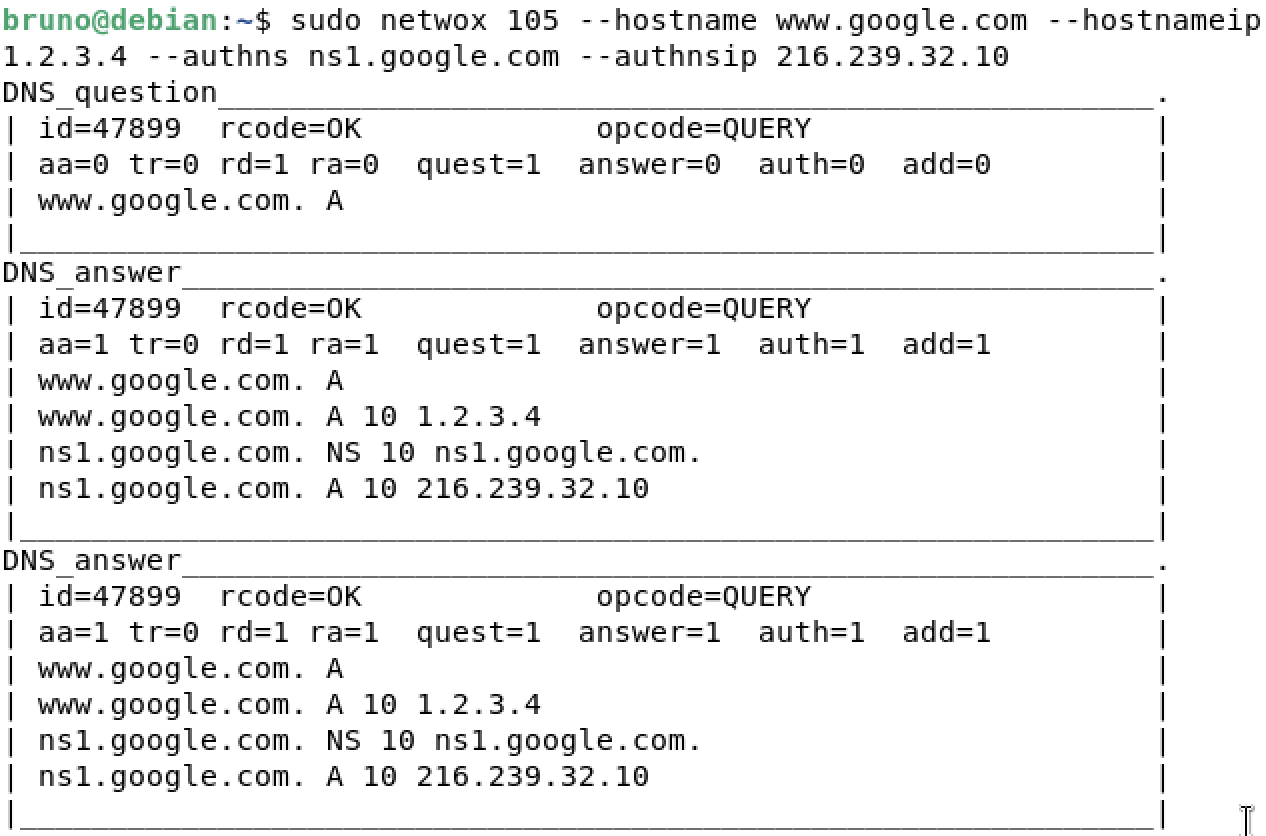 bruno@debian:~$ sudo netwox 105 --hostname www.google.com --hostnameip
1.2.3.4 --authns ns1.google.com --authnsip 216.239.32.10
DNS_question____________________________________________________.
| id=47899  rcode=OK             opcode=QUERY                   |
| aa=0 tr=0 rd=1 ra=0  quest=1  answer=0  auth=0  add=0         |
| www.google.com. A                                             |
|_______________________________________________________________|
DNS_answer______________________________________________________.
| id=47899  rcode=OK             opcode=QUERY                   |
| aa=1 tr=0 rd=1 ra=1  quest=1  answer=1  auth=1  add=1         |
| www.google.com. A                                             |
| www.google.com. A 10 1.2.3.4                                  |
| ns1.google.com. NS 10 ns1.google.com.                         |
| ns1.google.com. A 10 216.239.32.10                            |
|_______________________________________________________________|
DNS_answer______________________________________________________.
| id=47899  rcode=OK             opcode=QUERY                   |
| aa=1 tr=0 rd=1 ra=1  quest=1  answer=1  auth=1  add=1         |
| www.google.com. A                                             |
| www.google.com. A 10 1.2.3.4                                  |
| ns1.google.com. NS 10 ns1.google.com.                         |
| ns1.google.com. A 10 216.239.32.10                            |
|_______________________________________________________________|